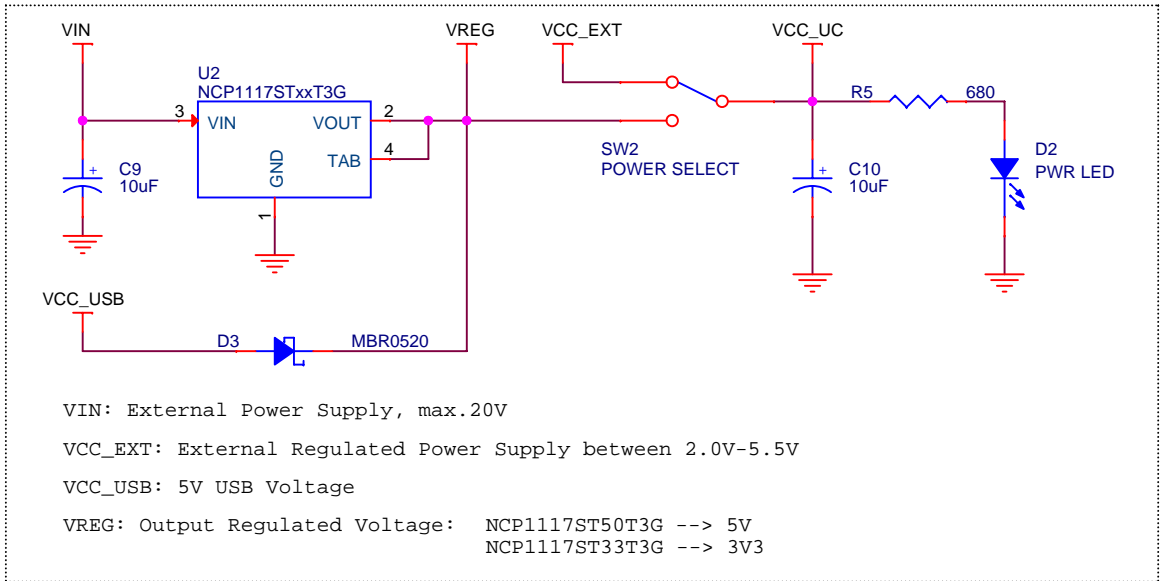 VIN
VREG
VCC_EXT
VCC_UC
U2
NCP1117STxxT3G
3
VIN
VOUT
2
TAB
4
GND
1
C9
+
10uF
SW2
POWER SELECT
R5
680
C10
+
10uF
D2
PWR LED
VCC_USB
D3
MBR0520
VIN: External Power Supply, max.20V
VCC_EXT: External Regulated Power Supply between 2.0V-5.5V
VCC_USB: 5V USB Voltage
VREG: Output Regulated Voltage: NCP1117ST50T3G --> 5V
NCP1117ST33T3G --> 3V3